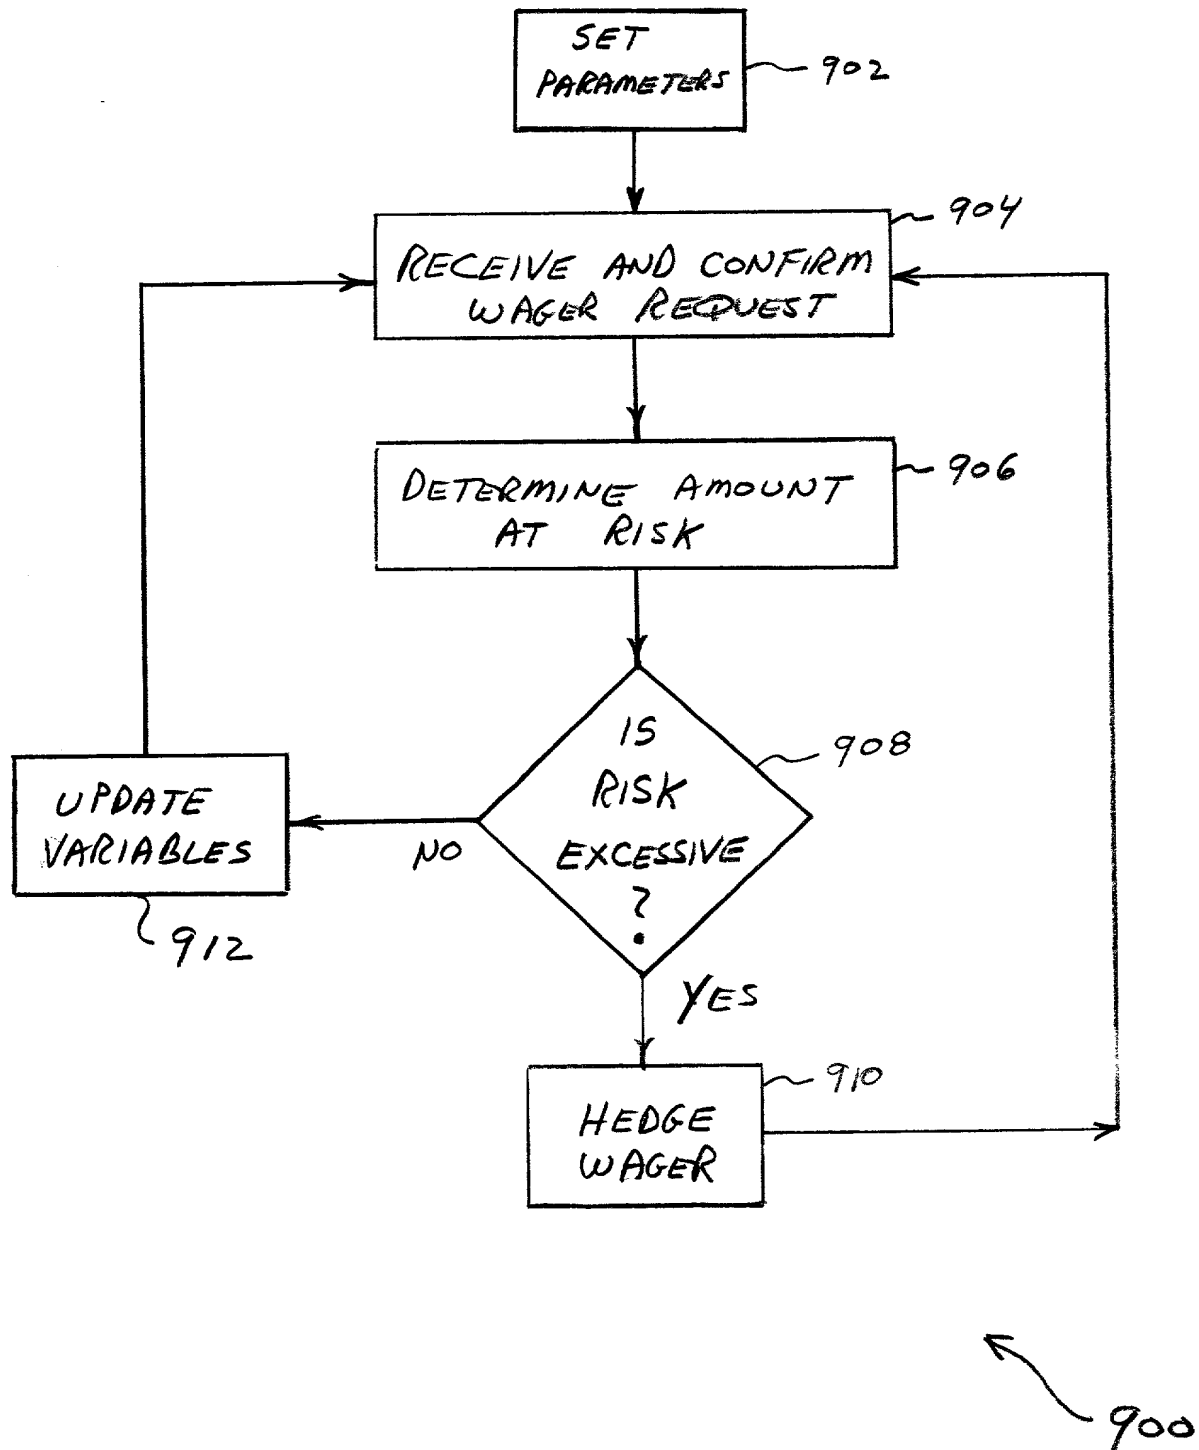 SET
PARAMETERS
902
904
RECEIVE AND CONFIRM
WAGER REQUEST
906
DETERMINE AMOUNT
AT RISK
IS
RISK
EXCESSIVE
?
908
NO
UPDATE
VARIABLES
912
YES
910
HEDGE
WAGER
900